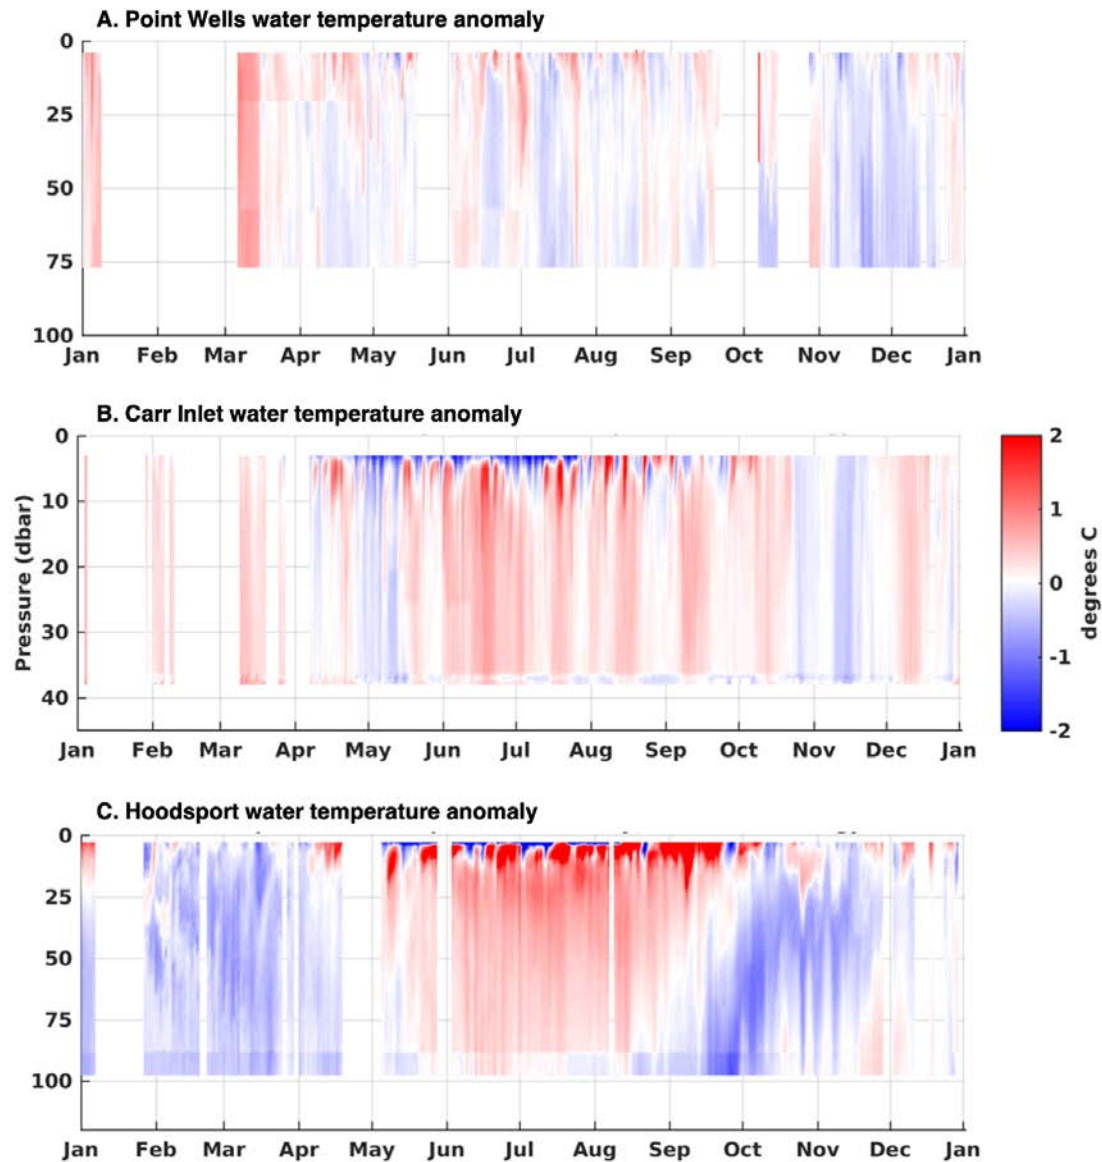 A. Point Wells water temperature anomaly
0
25
50
75
100
Jan Feb Mar Apr May Jun Jul Aug Sep Oct Nov Dec Jan
B. Carr Inlet water temperature anomaly
0
10
20
30
40
Pressure (dbar)
Jan Feb Mar Apr May Jun Jul Aug Sep Oct Nov Dec Jan
2
1
0
-1
-2
degrees C
C. Hoodsport water temperature anomaly
0
25
50
75
100
Jan Feb Mar Apr May Jun Jul Aug Sep Oct Nov Dec Jan